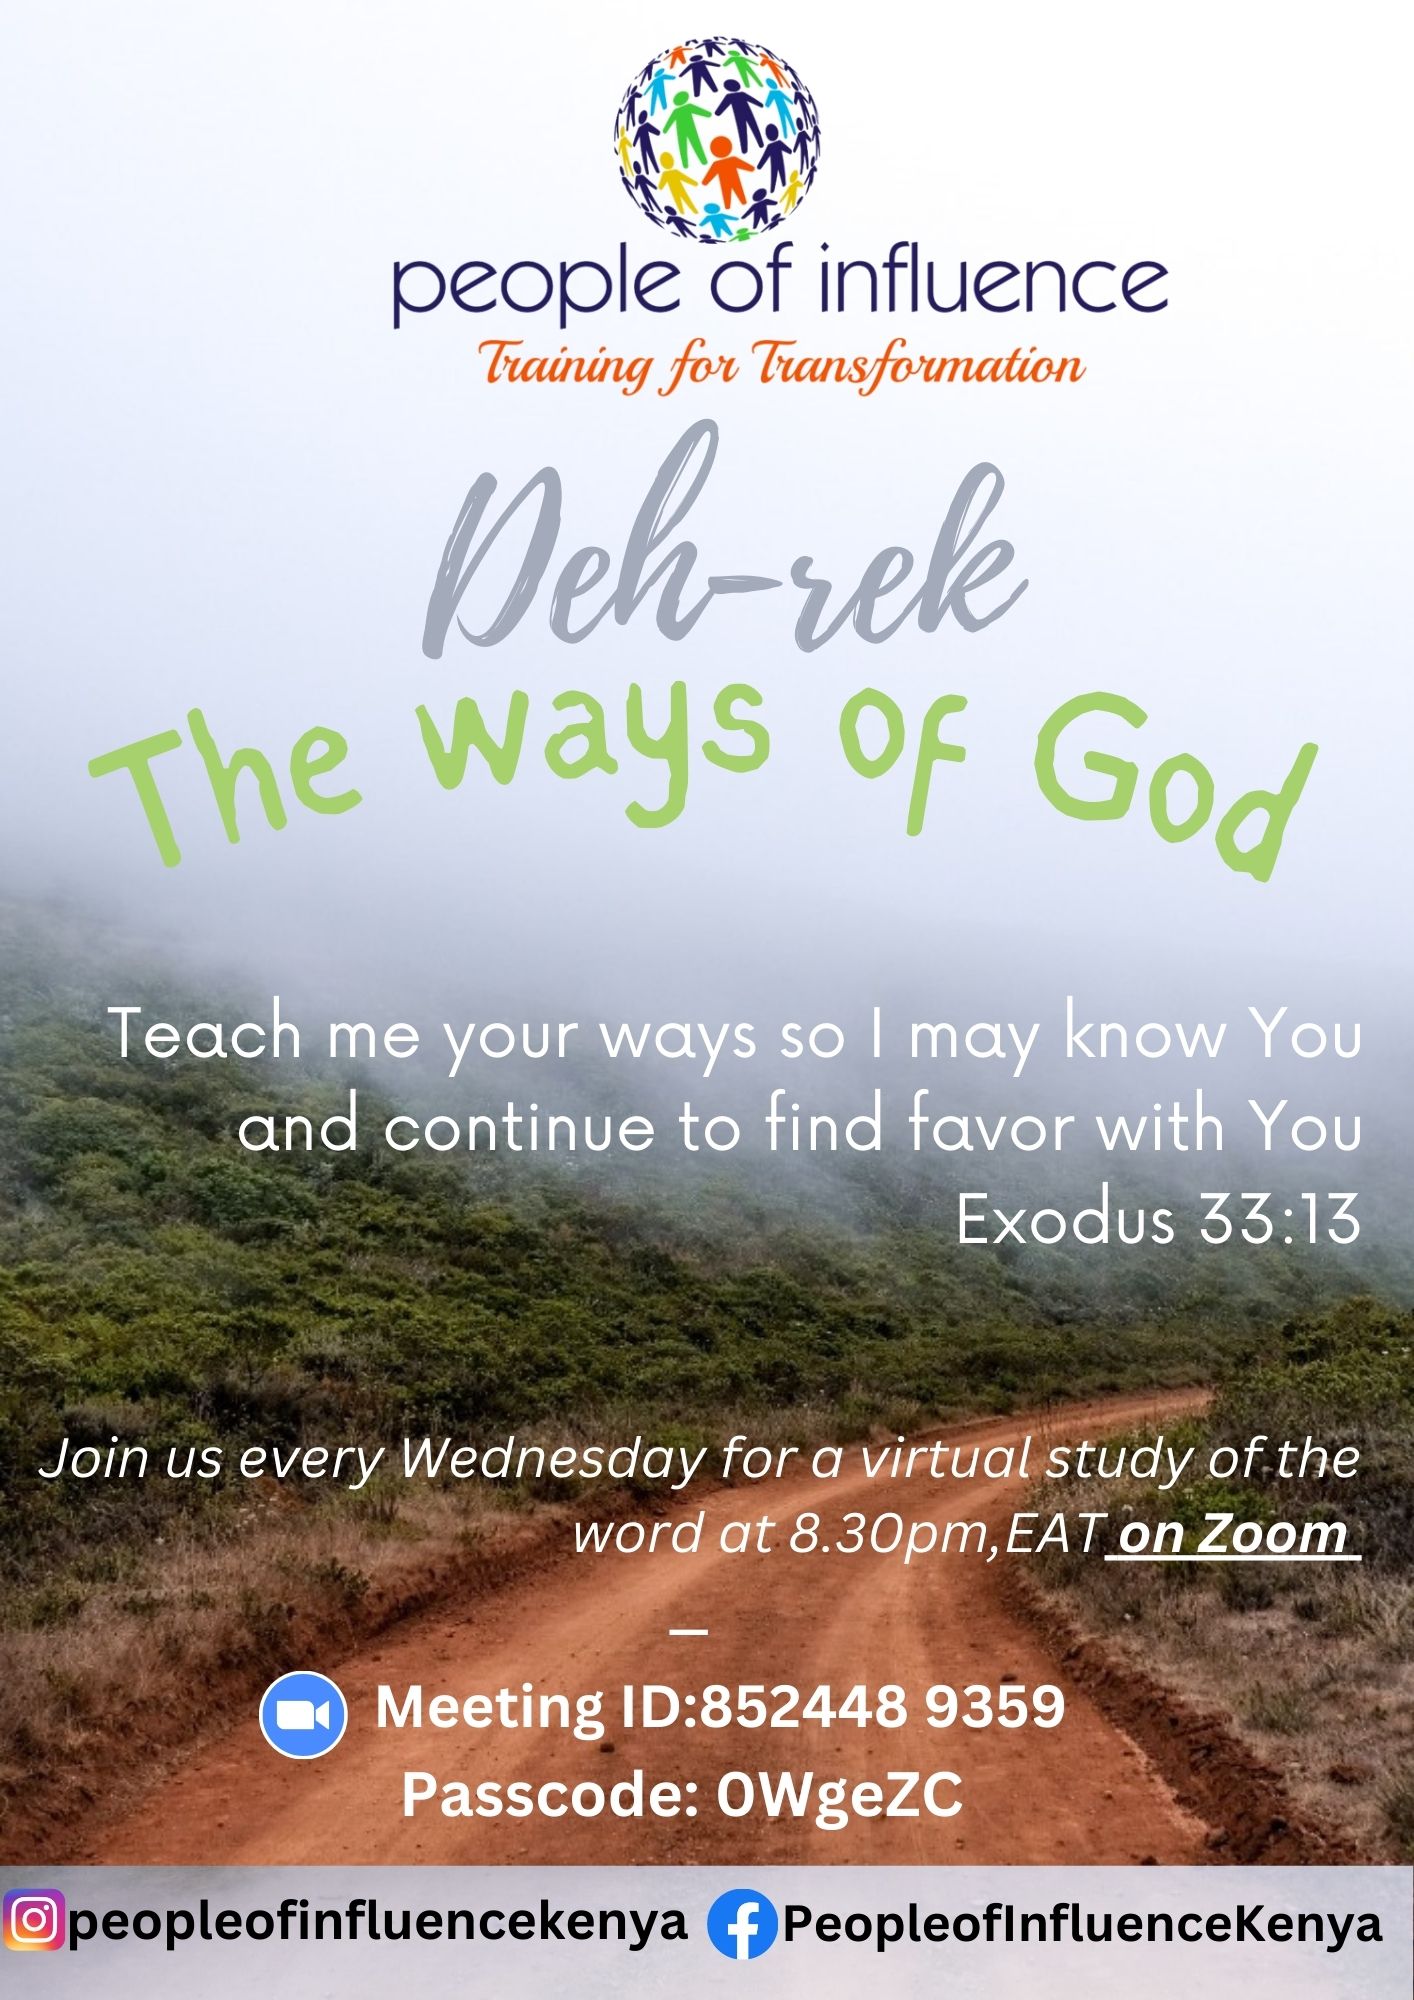 people of influence
Training for Transformation
Deh-rek
The ways of God
Teach me your ways so I may know You
and continue to find favor with You
Exodus 33:13
Join us every Wednesday for a virtual study of the
word at 8.30pm,EAT on Zoom
–
Meeting ID:852448 9359
Passcode: 0WgeZC
peopleofinfluencekenya PeopleofInfluenceKenya